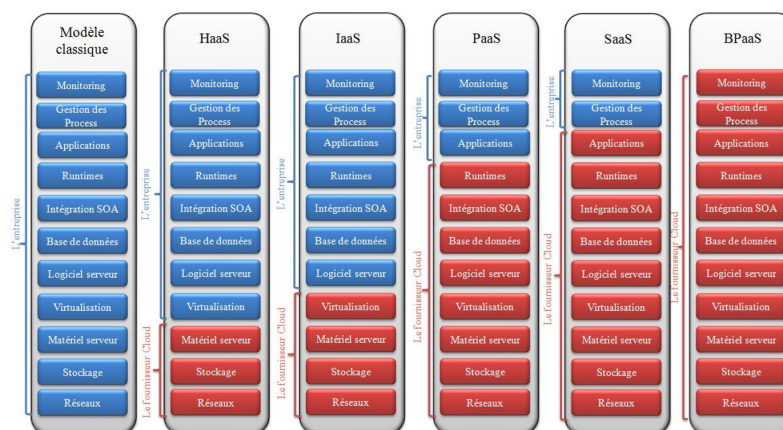 Modèle
classique
L'entreprise
Monitoring
Gestion des
Process
Applications
Runtimes
Intégration SOA
Base de données
Logiciel serveur
Virtualisation
Matériel serveur
Stockage
Réseaux
HaaS
L'entreprise
Le fournisseur Cloud
Monitoring
Gestion des
Process
Applications
Runtimes
Intégration SOA
Base de données
Logiciel serveur
Virtualisation
Matériel serveur
Stockage
Réseaux
IaaS
L'entreprise
Le fournisseur Cloud
Monitoring
Gestion des
Process
Applications
Runtimes
Intégration SOA
Base de données
Logiciel serveur
Virtualisation
Matériel serveur
Stockage
Réseaux
PaaS
L'entreprise
Le fournisseur Cloud
Monitoring
Gestion des
Process
Applications
Runtimes
Intégration SOA
Base de données
Logiciel serveur
Virtualisation
Matériel serveur
Stockage
Réseaux
SaaS
L'entreprise
Le fournisseur Cloud
Monitoring
Gestion des
Process
Applications
Runtimes
Intégration SOA
Base de données
Logiciel serveur
Virtualisation
Matériel serveur
Stockage
Réseaux
BPaaS
Le fournisseur Cloud
Monitoring
Gestion des
Process
Applications
Runtimes
Intégration SOA
Base de données
Logiciel serveur
Virtualisation
Matériel serveur
Stockage
Réseaux